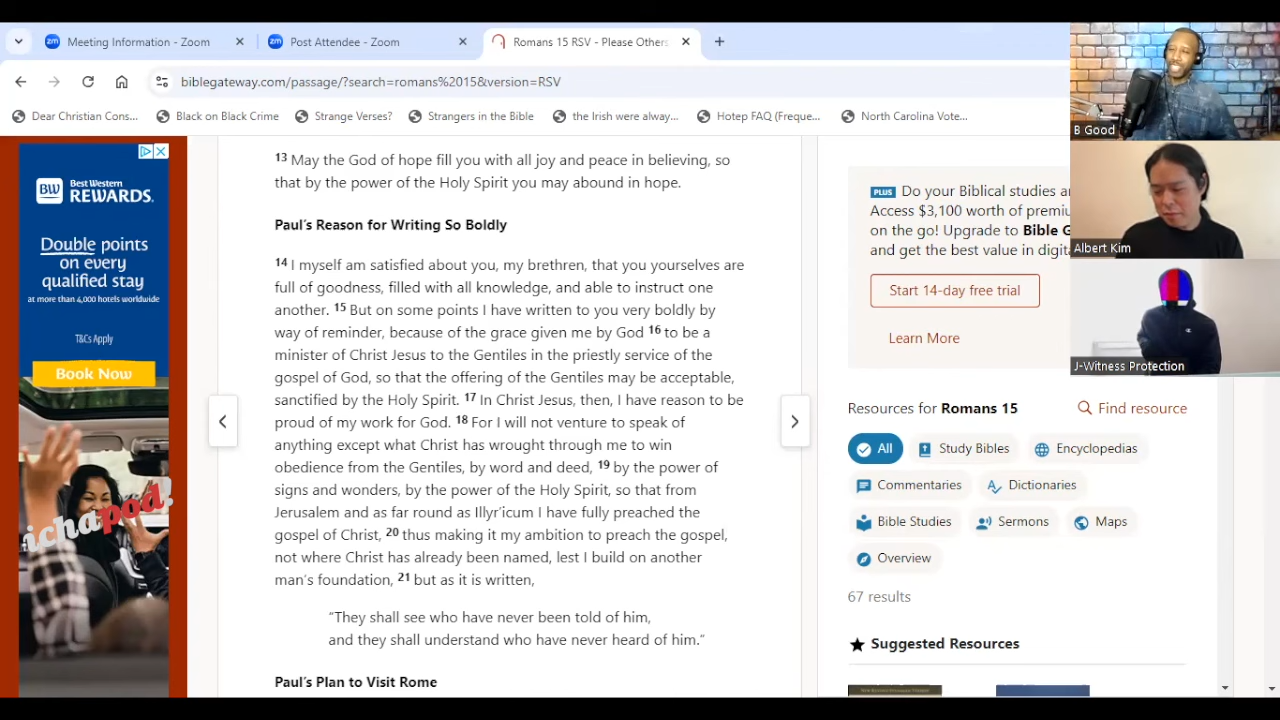 Meeting Information - Zoom
Post Attendee - Zoom
Romans 15 RSV - Please Others
biblegateway.com/passage/?search=romans%2015&version=RSV
Dear Christian Cons...
Black on Black Crime
Strange Verses?
Strangers in the Bible
the Irish were alway...
Hotep FAQ (Freque...
North Carolina Vote...
BW Best Western
REWARDS.
Double points
on every
qualified stay
at more than 4,000 hotels worldwide
T&Cs Apply
Book Now
13 May the God of hope fill you with all joy and peace in believing, so
that by the power of the Holy Spirit you may abound in hope.
Paul's Reason for Writing So Boldly
14 I myself am satisfied about you, my brethren, that you yourselves are
full of goodness, filled with all knowledge, and able to instruct one
another. 15 But on some points I have written to you very boldly by
way of reminder, because of the grace given me by God 16 to be a
minister of Christ Jesus to the Gentiles in the priestly service of the
gospel of God, so that the offering of the Gentiles may be acceptable,
sanctified by the Holy Spirit. 17 In Christ Jesus, then, I have reason to be
proud of my work for God. 18 For I will not venture to speak of
anything except what Christ has wrought through me to win
obedience from the Gentiles, by word and deed, 19 by the power of
signs and wonders, by the power of the Holy Spirit, so that from
Jerusalem and as far round as Illyr′icum I have fully preached the
gospel of Christ, 20 thus making it my ambition to preach the gospel,
not where Christ has already been named, lest I build on another
man's foundation, 21 but as it is written,
"They shall see who have never been told of him,
and they shall understand who have never heard of him."
Paul's Plan to Visit Rome
PLUS Do your Biblical studies
Access $3,100 worth of
on the go! Upgrade to Bible
and get the best value in
Start 14-day free trial
Learn More
Resources for Romans 15
Find resource
All
Study Bibles
Encyclopedias
Commentaries
Dictionaries
Bible Studies
Sermons
Maps
Overview
67 results
Suggested Resources
B Good
Albert Kim
J-Witness Protection